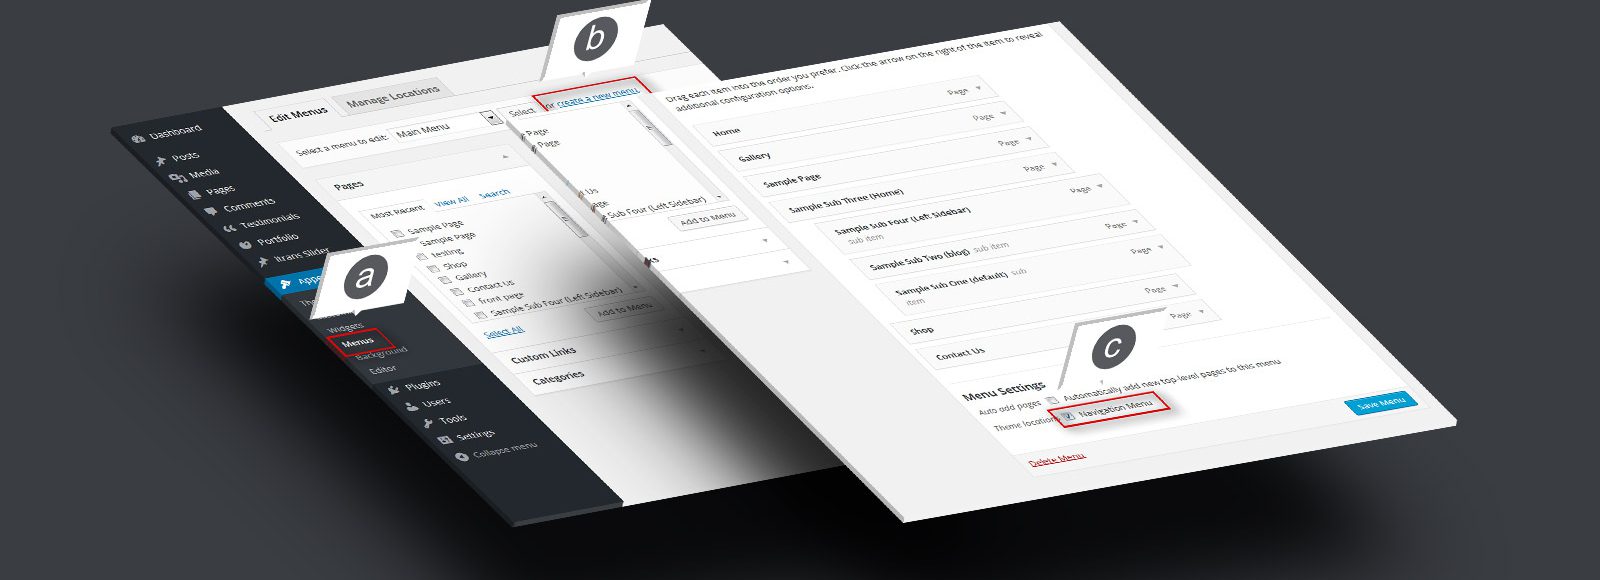 b
Edit Menus
Manage Locations
Select a menu to edit:
Main Menu
Select
or create a new menu
Dashboard
Posts
Media
Pages
Comments
Testimonials
Portfolio
Itrans Slider
a
Widgets
Menus
Background
Editor
Plugins
Users
Tools
Settings
Collapse menu
Pages
Most Recent
View All
Search
Sample Page
Sample Page
testing
Shop
Gallery
Contact Us
front page
Sample Sub Four (Left Sidebar)
Select All
Add to Menu
Custom Links
Categories
Page
Page
Us
Sub Four (Left Sidebar)
Add to Menu
Drag each item into the order you prefer. Click the arrow on the right of the item to reveal
additional configuration options.
Home
Page
Gallery
Page
Sample Page
Page
Sample Sub Three (Home)
Page
Sample Sub Four (Left Sidebar)
sub item
Page
Sample Sub Two (blog) sub item
Page
Sample Sub One (default) sub
item
Page
Shop
Page
Contact Us
Page
c
Menu Settings
Auto add pages
Automatically add new top-level pages to this menu
Theme locations
Navigation Menu
Save Menu
Delete Menu